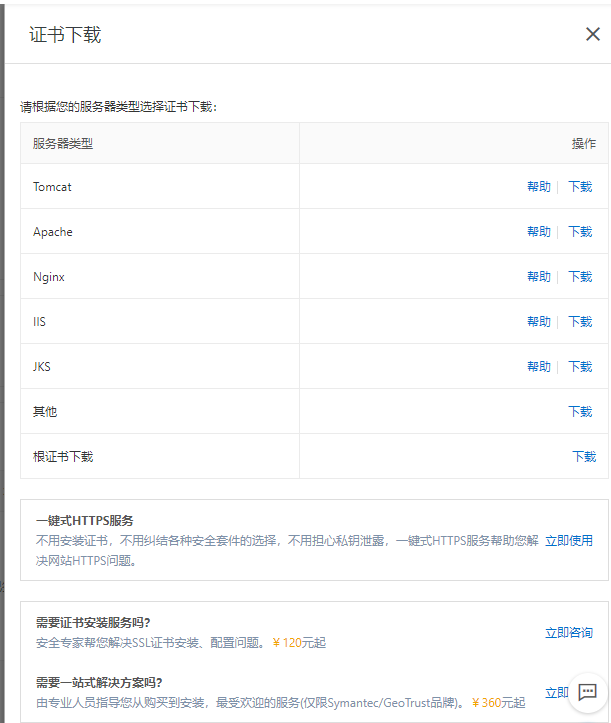 证书下载
请根据您的服务器类型选择证书下载：
服务器类型 操作
Tomcat 帮助 下载
Apache 帮助 下载
Nginx 帮助 下载
IIS 帮助 下载
JKS 帮助 下载
其他 下载
根证书下载 下载
一键式HTTPS服务
不用安装证书，不用纠结各种安全套件的选择，不用担心私钥泄露，一键式HTTPS服务帮助您解 立即使用
决网站HTTPS问题。
需要证书安装服务吗?
安全专家帮您解决SSL证书安装、配置问题。￥120元起 立即咨询
需要一站式解决方案吗?
由专业人员指导您从购买到安装，最受欢迎的服务(仅限Symantec/GeoTrust品牌)。￥360元起 立即